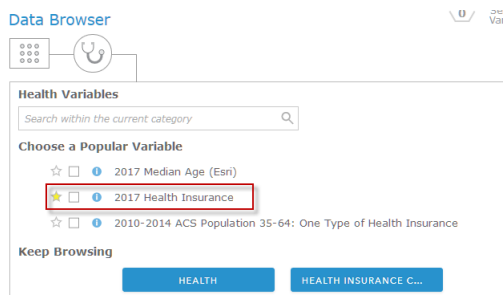 Data Browser
0
Health Variables
Search within the current category
Choose a Popular Variable
2017 Median Age (Esri)
2017 Health Insurance
2010-2014 ACS Population 35-64: One Type of Health Insurance
Keep Browsing
HEALTH
HEALTH INSURANCE C...